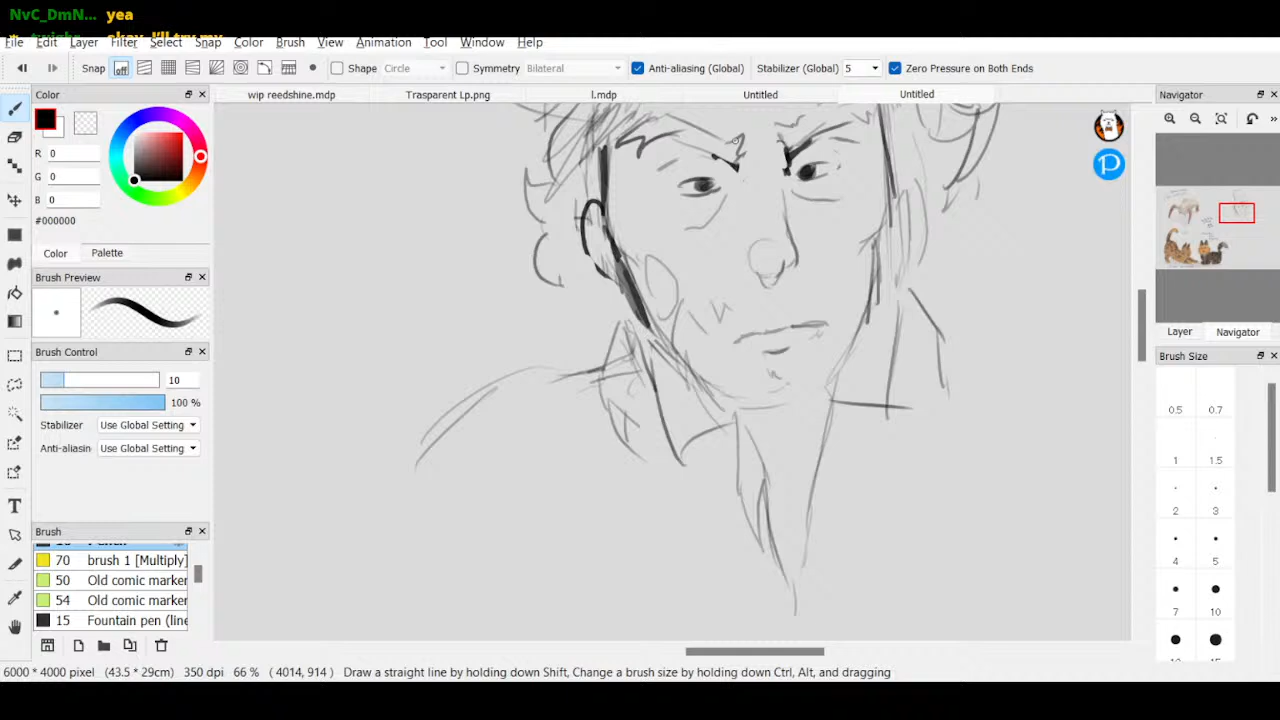 NvC_DmN... yea
okay, I'll try my
File Edit Layer Filter Select Snap Color Brush View Animation Tool Window Help
Snap off Shape Circle Symmetry Bilateral Anti-aliasing (Global) Stabilizer (Global) 5 Zero Pressure on Both Ends
Color wip reedshine.mdp Trasparent Lp.png l.mdp Untitled Untitled Navigator
R 0
G 0
B 0
#000000
Color Palette
Brush Preview
Layer Navigator
Brush Control
Brush Size
10
100 %
Stabilizer Use Global Setting
Anti-aliasin Use Global Setting
0.5 0.7
1 1.5
2 3
4 5
7 10
Brush
70 brush 1 [Multiply]
50 Old comic marker
54 Old comic marker
15 Fountain pen (line
6000 * 4000 pixel (43.5 * 29cm) 350 dpi 66 % ( 4014, 914 ) Draw a straight line by holding down Shift, Change a brush size by holding down Ctrl, Alt, and dragging